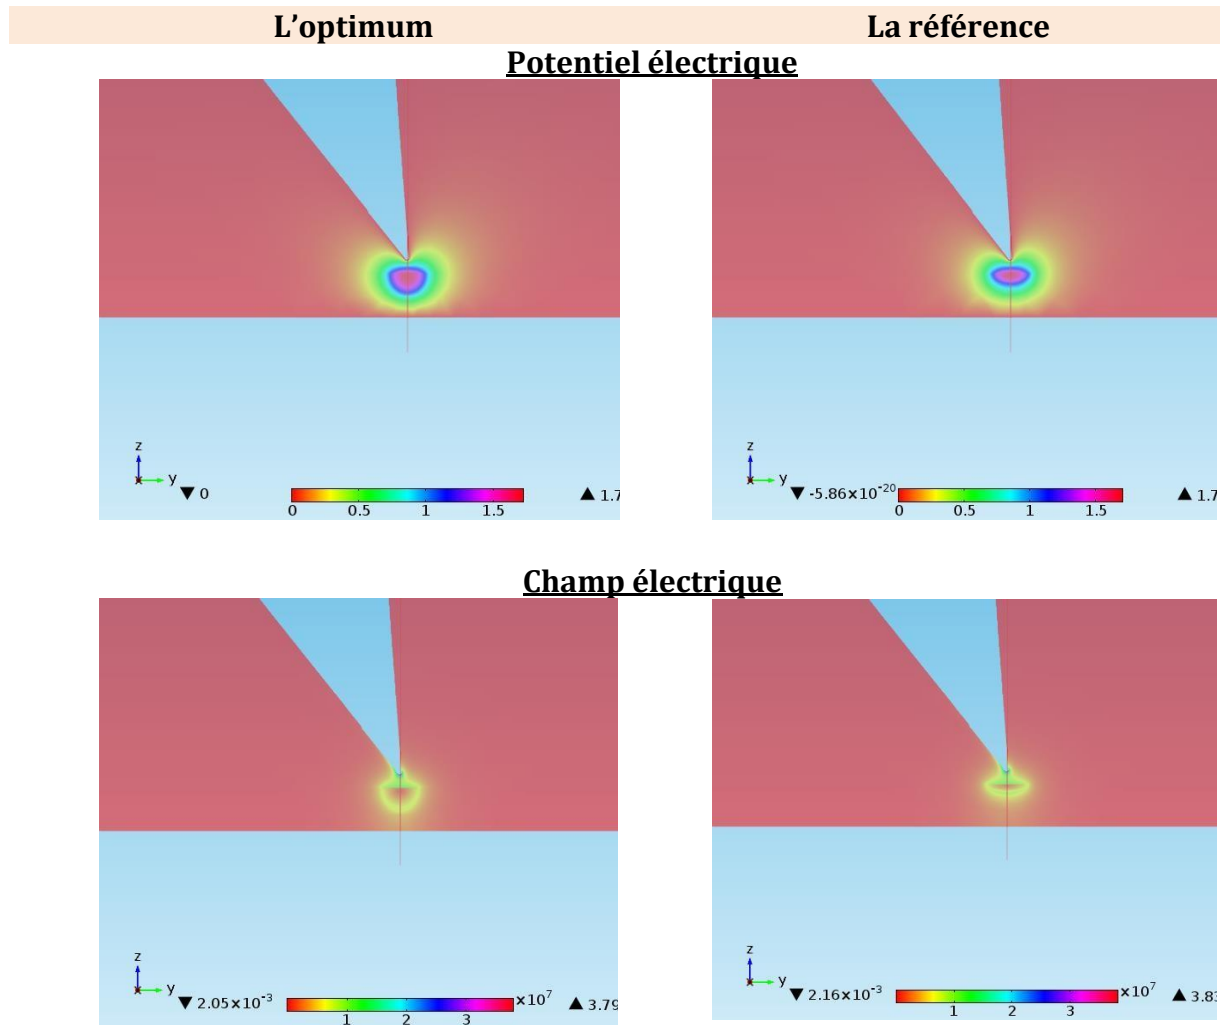 L’optimum La référence
Potentiel électrique
z
y
▼ 0
0 0.5 1 1.5
▲ 1.7
z
y
▼ -5.86×10⁻²⁰
0 0.5 1 1.5
▲ 1.7
Champ électrique
z
y
▼ 2.05×10⁻³
×10⁷
1 2 3
▲ 3.79
z
y
▼ 2.16×10⁻³
×10⁷
1 2 3
▲ 3.83